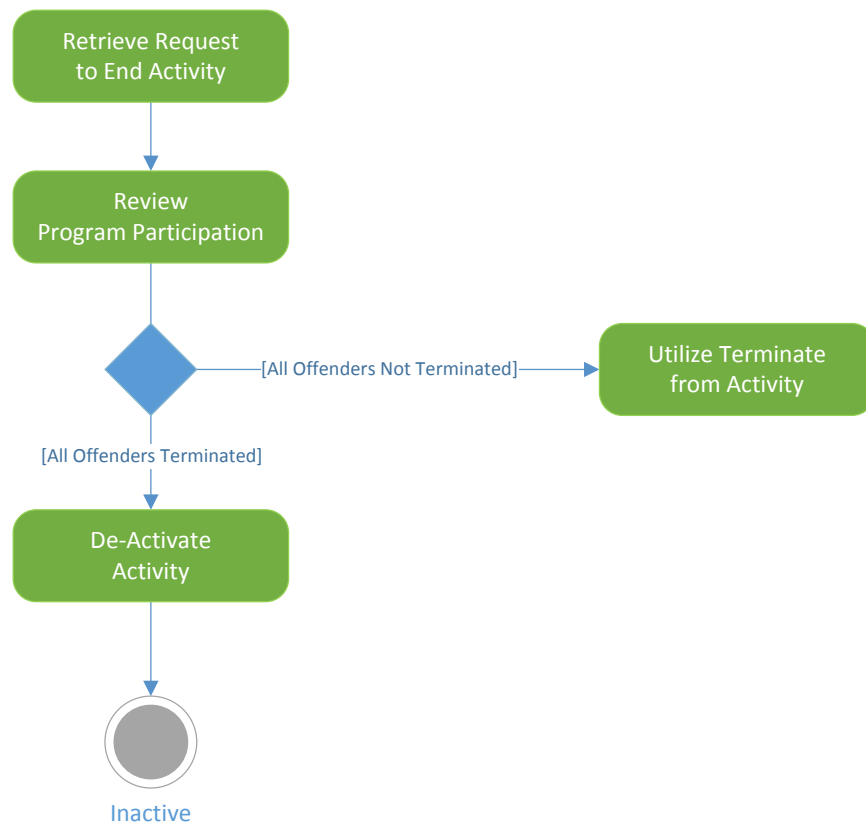 Retrieve Request
to End Activity
Review
Program Participation
[All Offenders Not Terminated]
Utilize Terminate
from Activity
[All Offenders Terminated]
De-Activate
Activity
Inactive